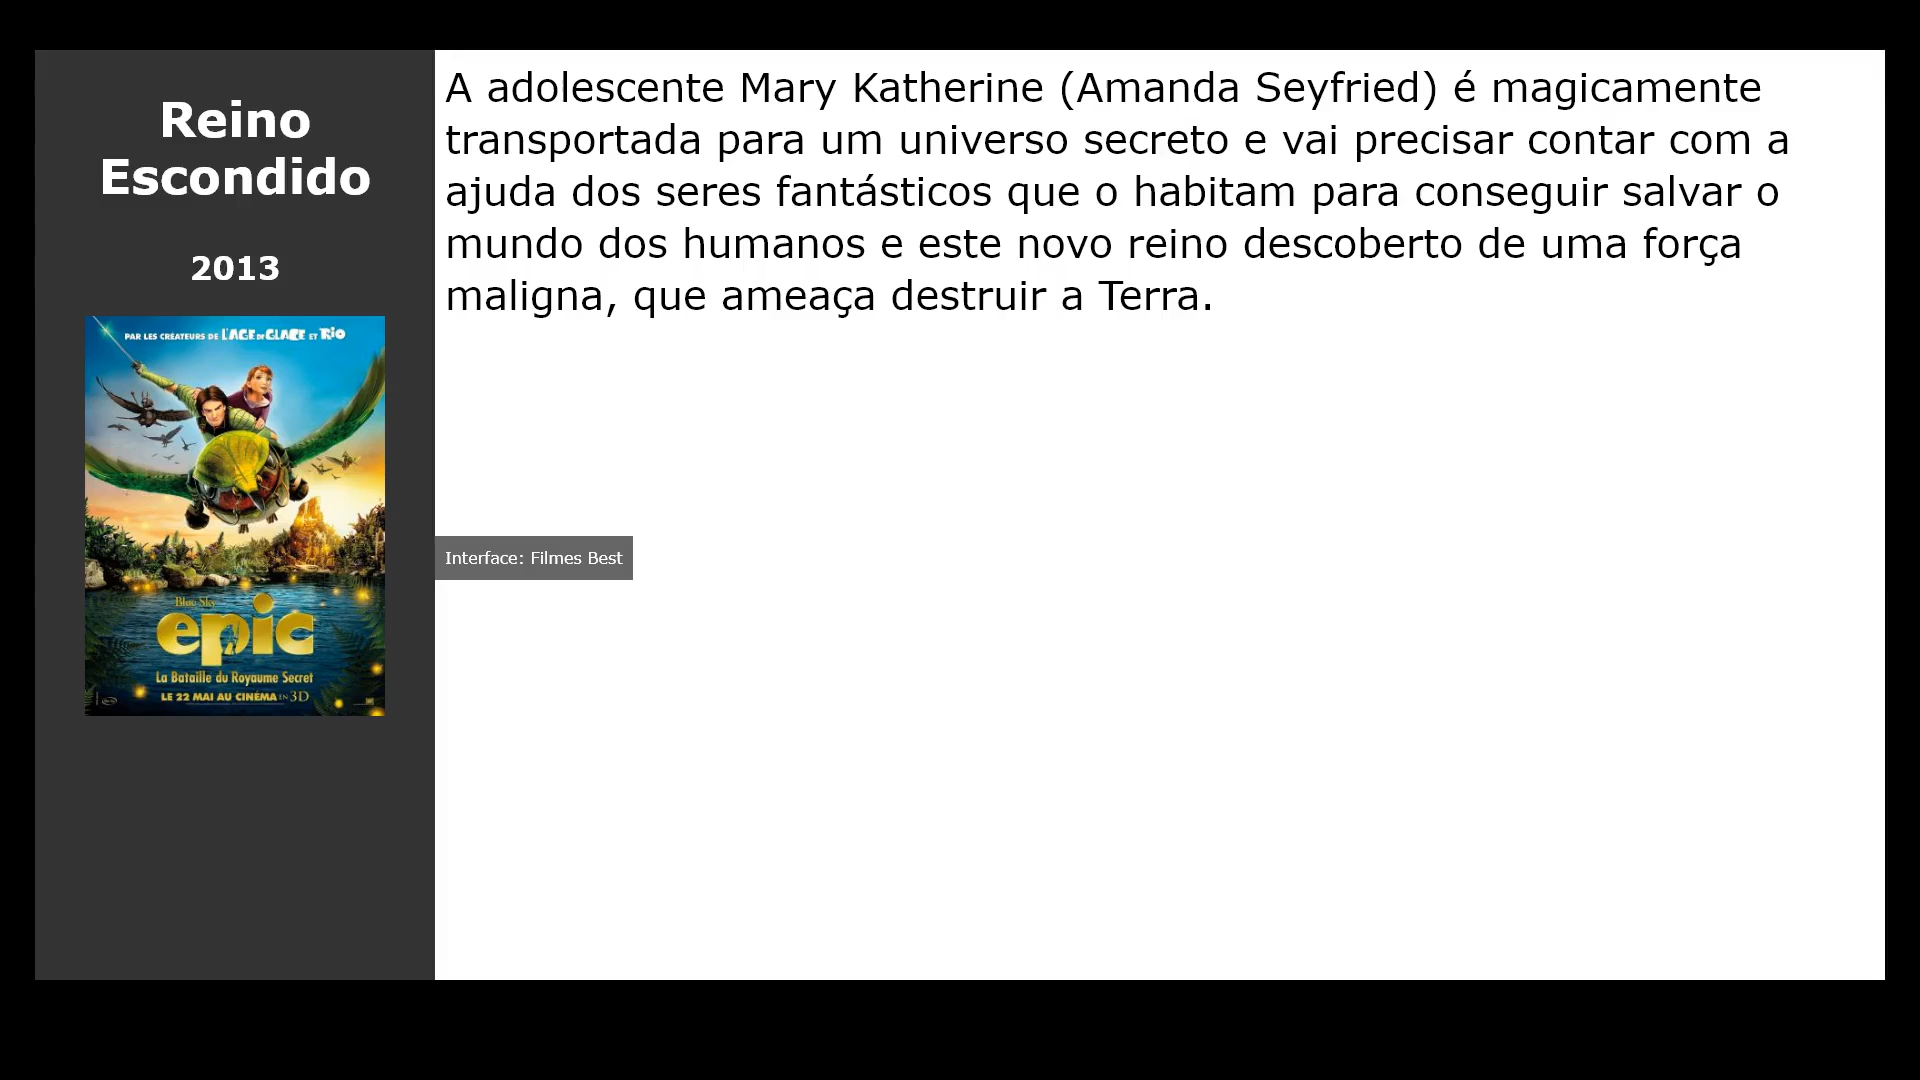 Reino
Escondido
2013
PAR LES CRÉATEURS DE L'AGE DE GLACE ET RIO
Blue Sky
epic
La Bataille du Royaume Secret
LE 22 MAI AU CINÉMA EN 3D
A adolescente Mary Katherine (Amanda Seyfried) é magicamente
transportada para um universo secreto e vai precisar contar com a
ajuda dos seres fantásticos que o habitam para conseguir salvar o
mundo dos humanos e este novo reino descoberto de uma força
maligna, que ameaça destruir a Terra.
Interface: Filmes Best